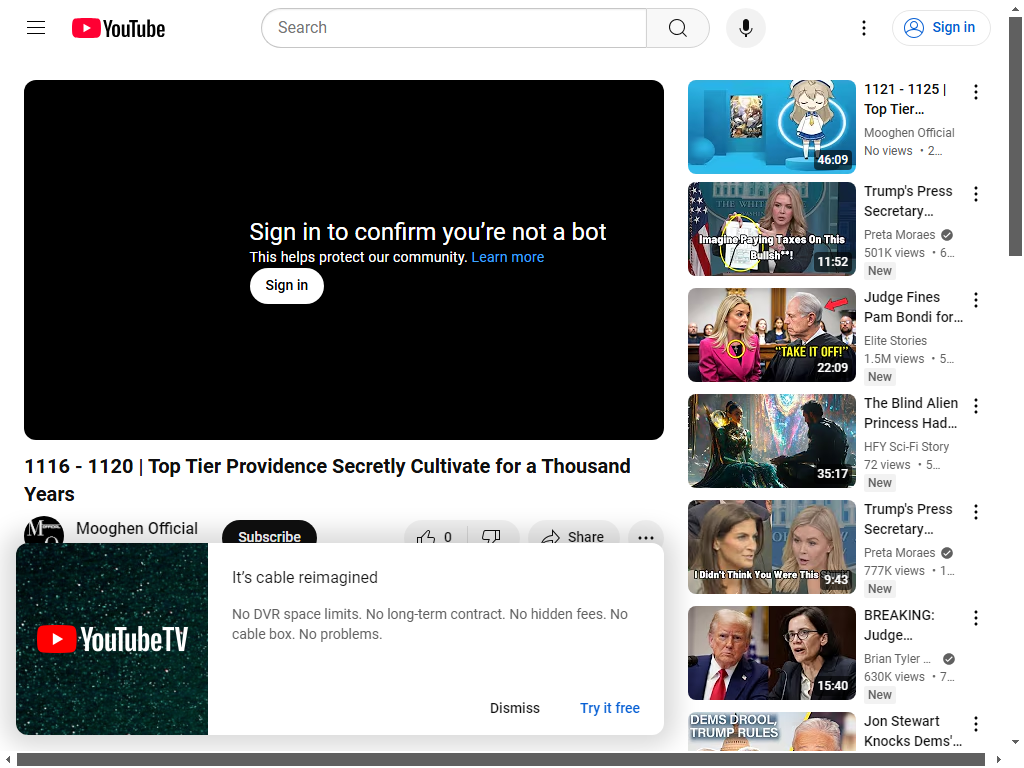 YouTube
Search
Sign in
Sign in to confirm you're not a bot
This helps protect our community. Learn more
Sign in
1116 - 1120 | Top Tier Providence Secretly Cultivate for a Thousand
Years
Mooghen Official
Subscribe
0
Share
YouTubeTV
It's cable reimagined
No DVR space limits. No long-term contract. No hidden fees. No
cable box. No problems.
Dismiss
Try it free
46:09
1121 - 1125 |
Top Tier…
Mooghen Official
No views • 2…
Imagine Paying Taxes On This
Bullsh**!
11:52
Trump's Press
Secretary…
Preta Moraes
501K views • 6…
New
"TAKE IT OFF!"
22:09
Judge Fines
Pam Bondi for…
Elite Stories
1.5M views • 5…
New
35:17
The Blind Alien
Princess Had…
HFY Sci-Fi Story
72 views • 5…
New
I Didn't Think You Were This
9:43
Trump's Press
Secretary…
Preta Moraes
777K views • 1…
New
15:40
BREAKING:
Judge…
Brian Tyler …
630K views • 7…
New
DEMS DROOL,
TRUMP RULES
Jon Stewart
Knocks Dems'…